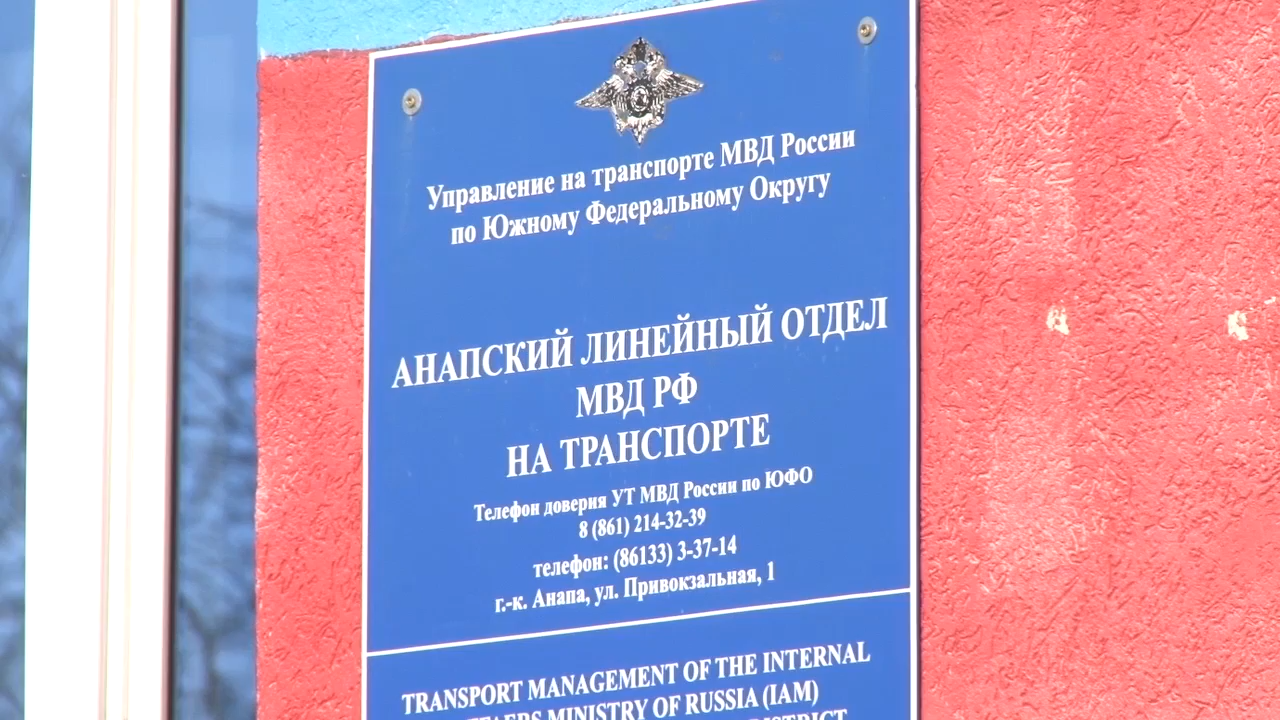 Управление на транспорте МВД России
по Южному Федеральному Округу
АНАПСКИЙ ЛИНЕЙНЫЙ ОТДЕЛ
МВД РФ
НА ТРАНСПОРТЕ
Телефон доверия УТ МВД России по ЮФО
8 (861) 214-32-39
телефон: (86133) 3-37-14
г.-к. Анапа, ул. Привокзальная, 1
TRANSPORT MANAGEMENT OF THE INTERNAL
MINISTRY OF RUSSIA (IAM)
DISTRICT